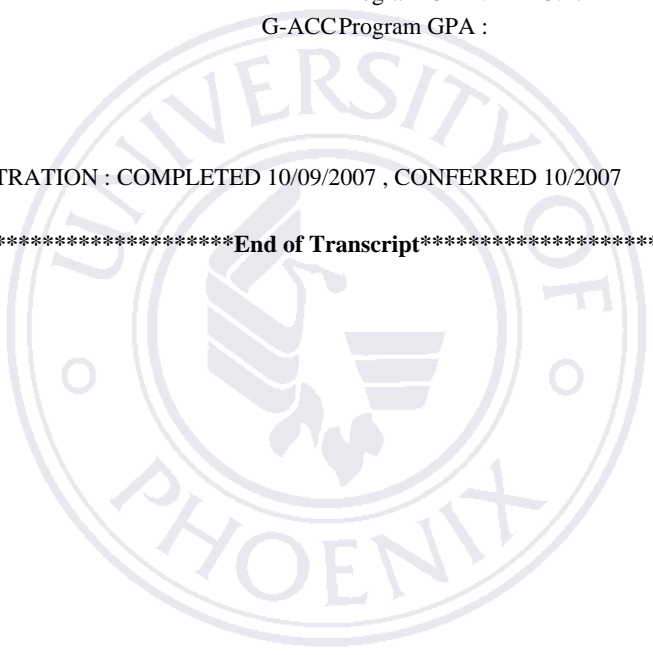 G-ACCProgram GPA :
TRATION : COMPLETED 10/09/2007 , CONFERRED 10/2007
********************End of Transcript********************
UNIVERSITY OF
PHOENIX